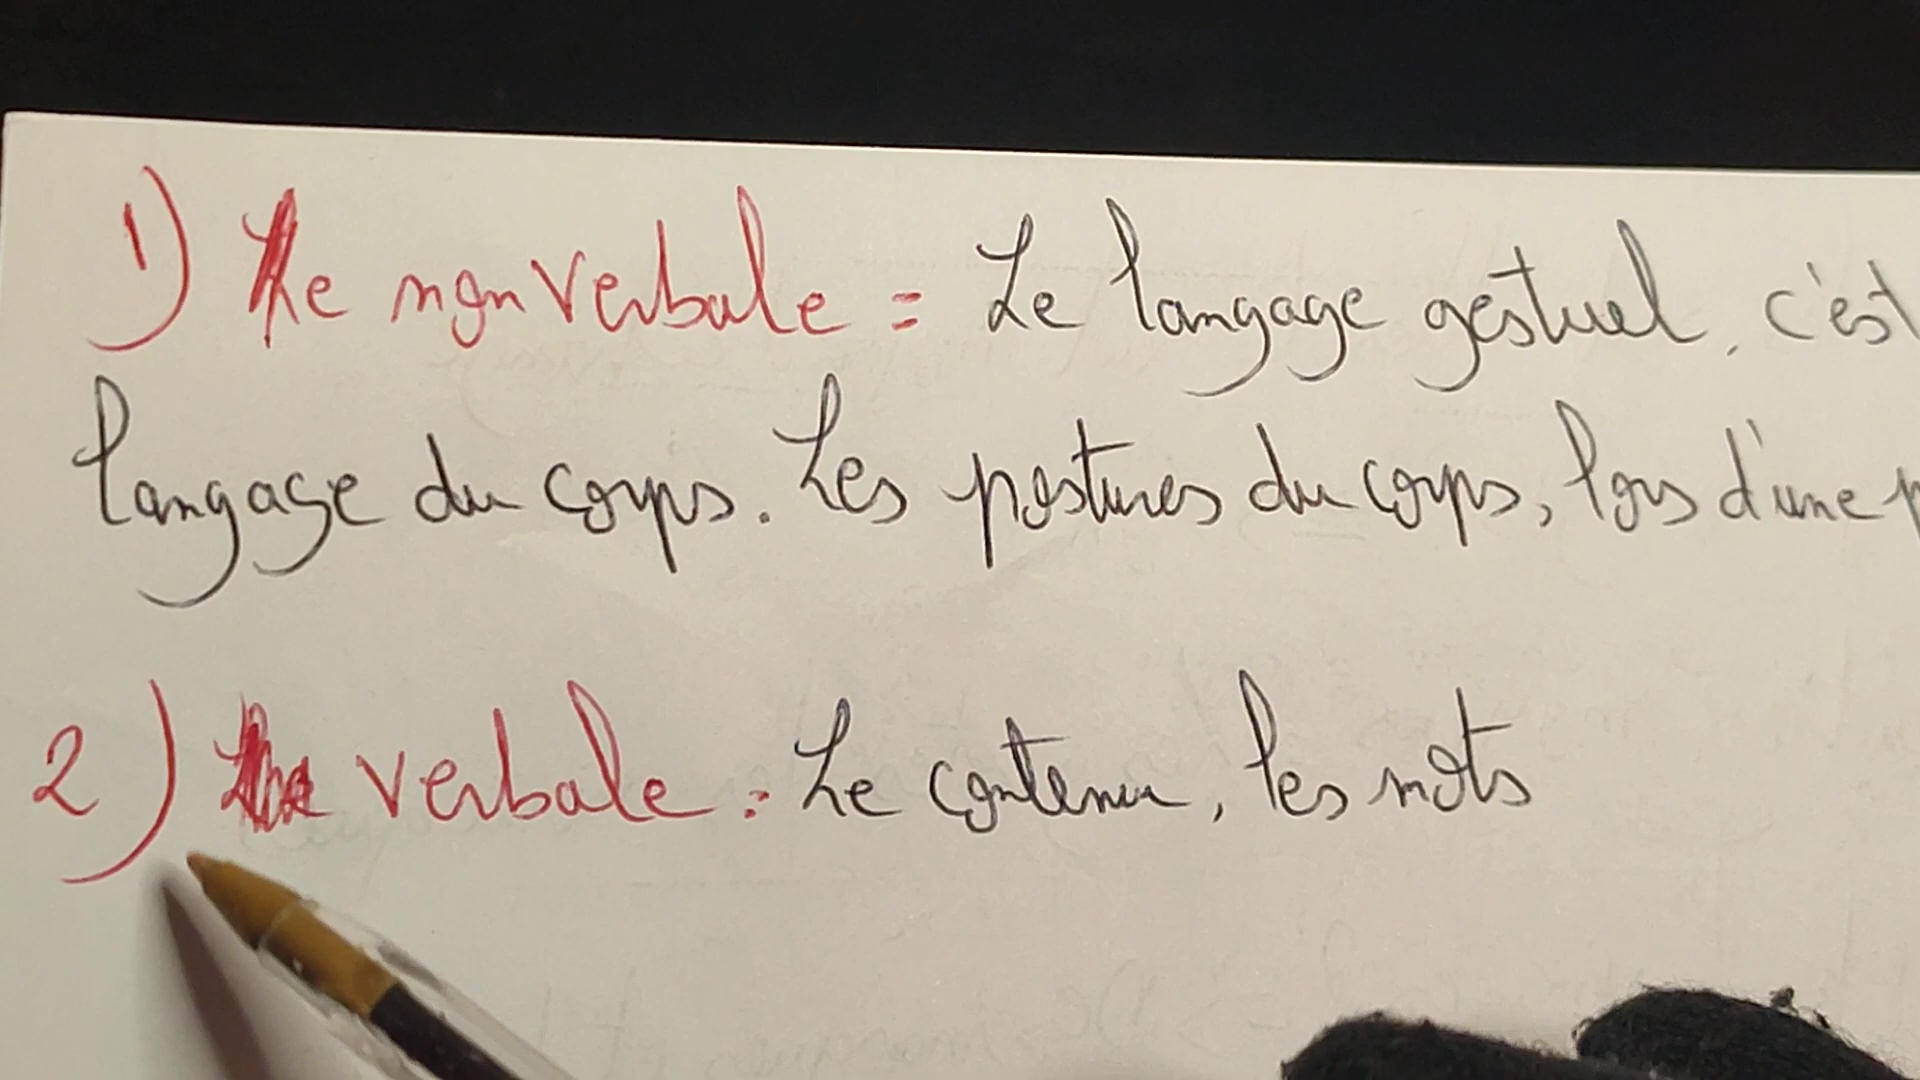 1) Le non verbale = Le langage gestuel, c'est
langage du corps. Les postures du corps, lors d'une
2) verbale : Le contenu, les mots